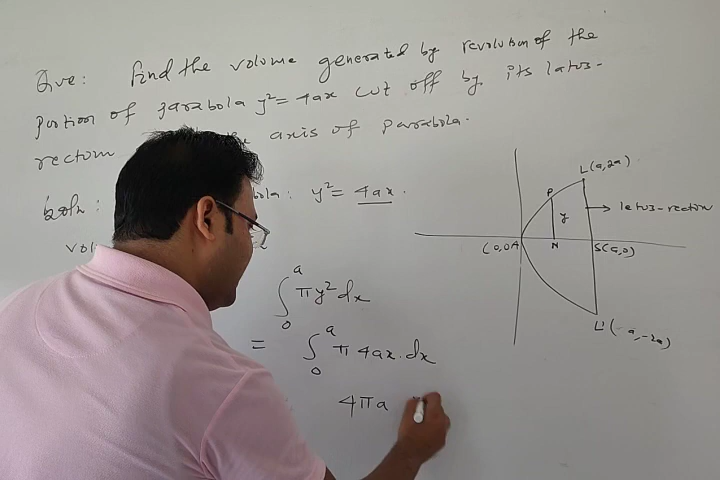 Que: Find the volume generated by revolution of the
portion of parabola y²= 4ax cut off by its latus-
rectum axis of parabola.
Soln: y²= 4ax.
∫₀ᵃ πy² dx
= ∫₀ᵃ π 4ax. dx
4πa
L(a,2a)
P
y
→ latus-rectum
(0,0)A
N
S(a,0)
L'(-a,-2a)